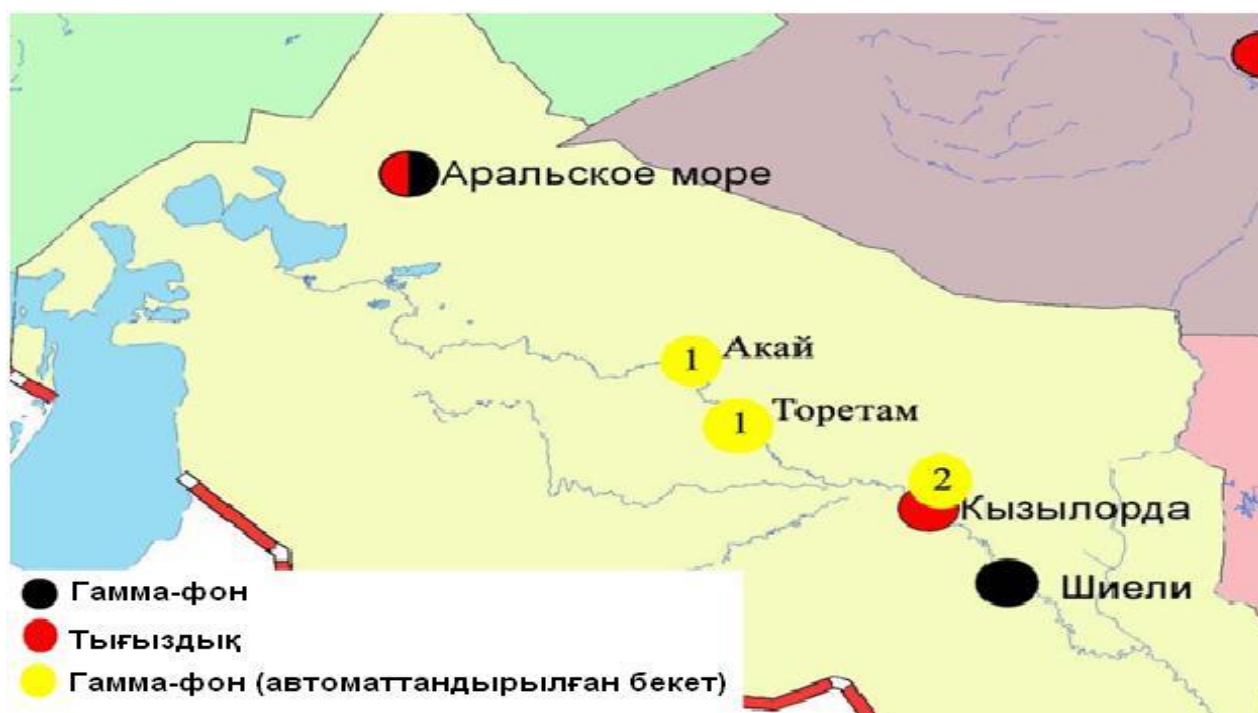 Аральское море
1 Акай
1 Торетам
2
Кызылорда
Шиели
Гамма-фон
Тығыздық
Гамма-фон (автоматтандырылған бекет)